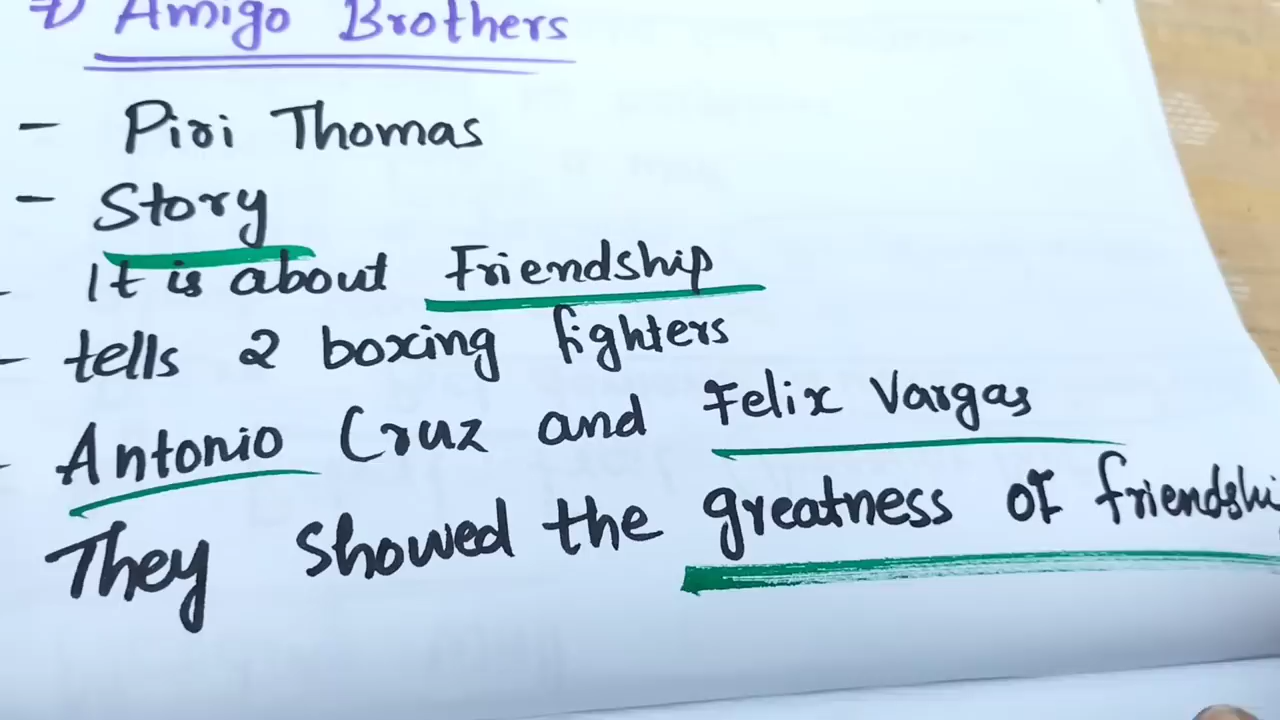 7) Amigo Brothers
- Piri Thomas
- Story
- It is about Friendship
- tells 2 boxing fighters
- Antonio Cruz and Felix Vargas
They showed the greatness of friendshi